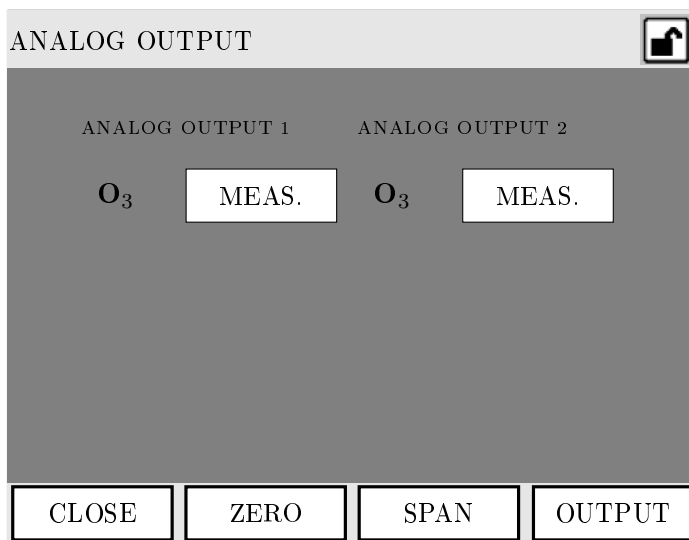 ANALOG OUTPUT
ANALOG OUTPUT 1 ANALOG OUTPUT 2
O₃ MEAS. O₃ MEAS.
CLOSE ZERO SPAN OUTPUT